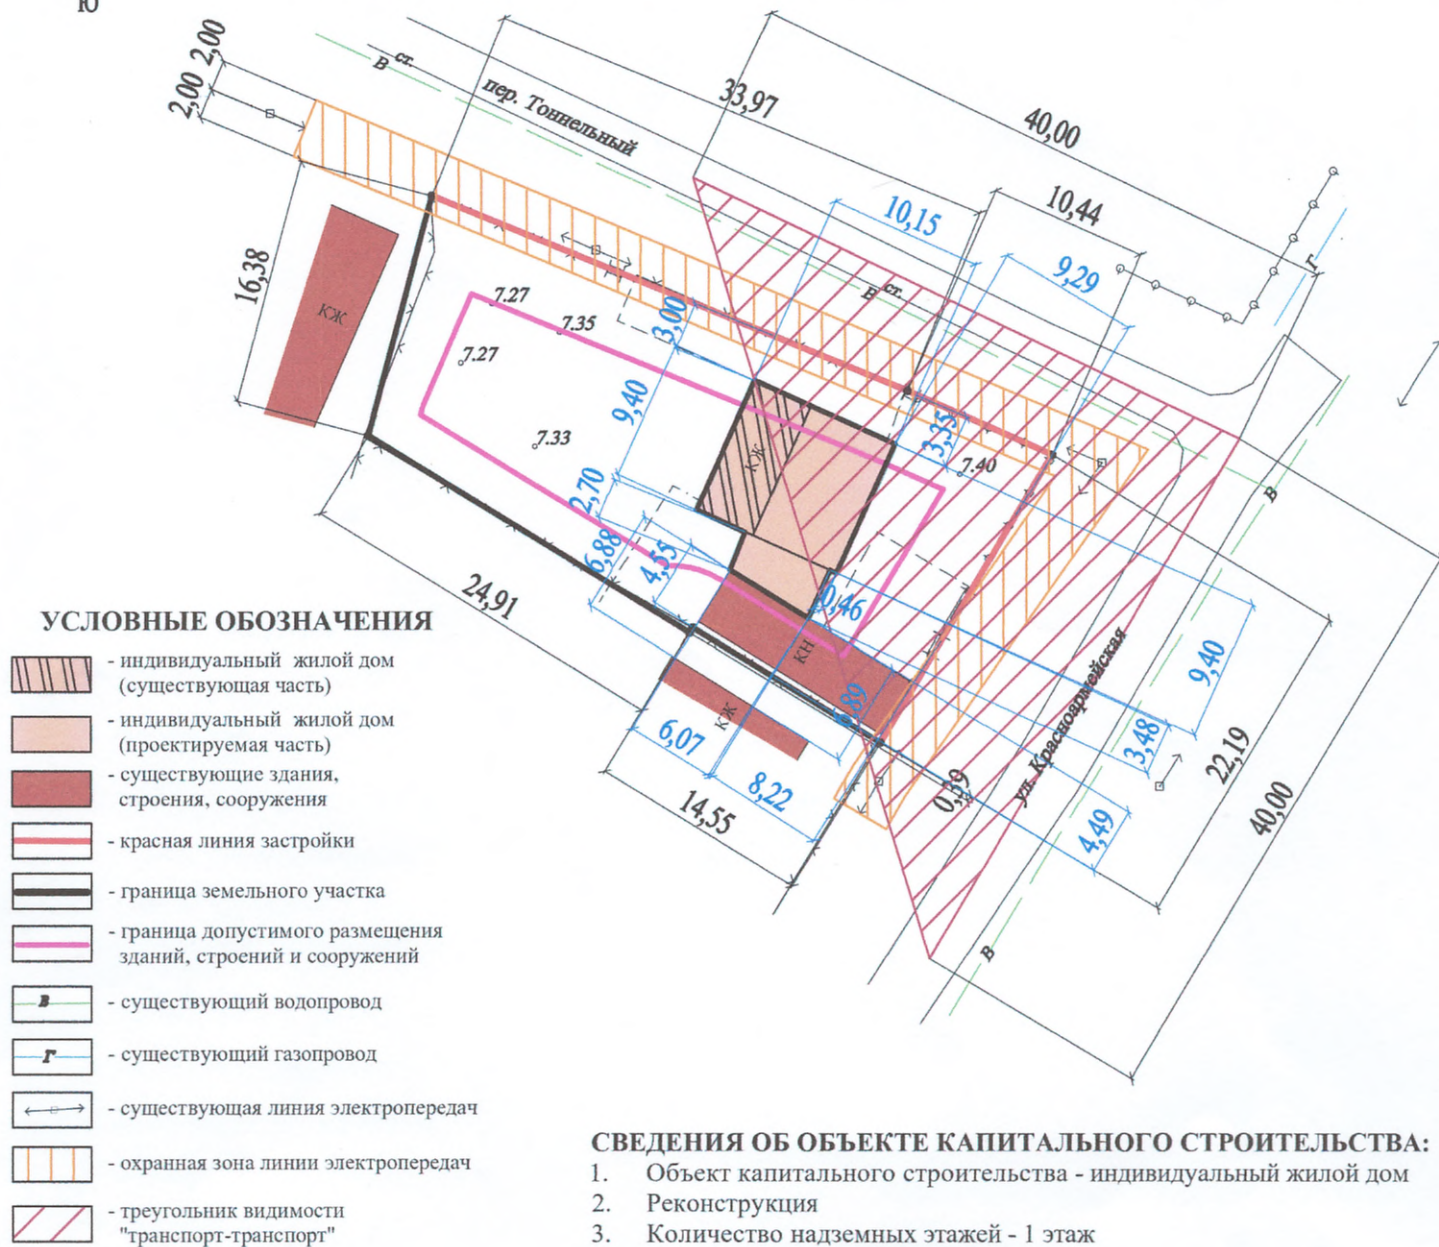 Ю
2,00
2,00
В ст.
пер. Тоннельный
33,97
40,00
10,15
10,44
9,29
Г
16,38
КЖ
7.27
7.35
7.27
7.33
3,00
9,40
В ст.
КЖ
3,35
7.40
2,70
6,88
4,55
0,46
24,91
КН
В
9,40
КЖ
6,07
8,22
14,55
0,39
ул. Красноармейская
3,48
22,19
4,49
40,00
В
УСЛОВНЫЕ ОБОЗНАЧЕНИЯ
- индивидуальный жилой дом
(существующая часть)
- индивидуальный жилой дом
(проектируемая часть)
- существующие здания,
строения, сооружения
- красная линия застройки
- граница земельного участка
- граница допустимого размещения
зданий, строений и сооружений
В
- существующий водопровод
Г
- существующий газопровод
- существующая линия электропередач
- охранная зона линии электропередач
- треугольник видимости
"транспорт-транспорт"
СВЕДЕНИЯ ОБ ОБЪЕКТЕ КАПИТАЛЬНОГО СТРОИТЕЛЬСТВА:
1. Объект капитального строительства - индивидуальный жилой дом
2. Реконструкция
3. Количество надземных этажей - 1 этаж